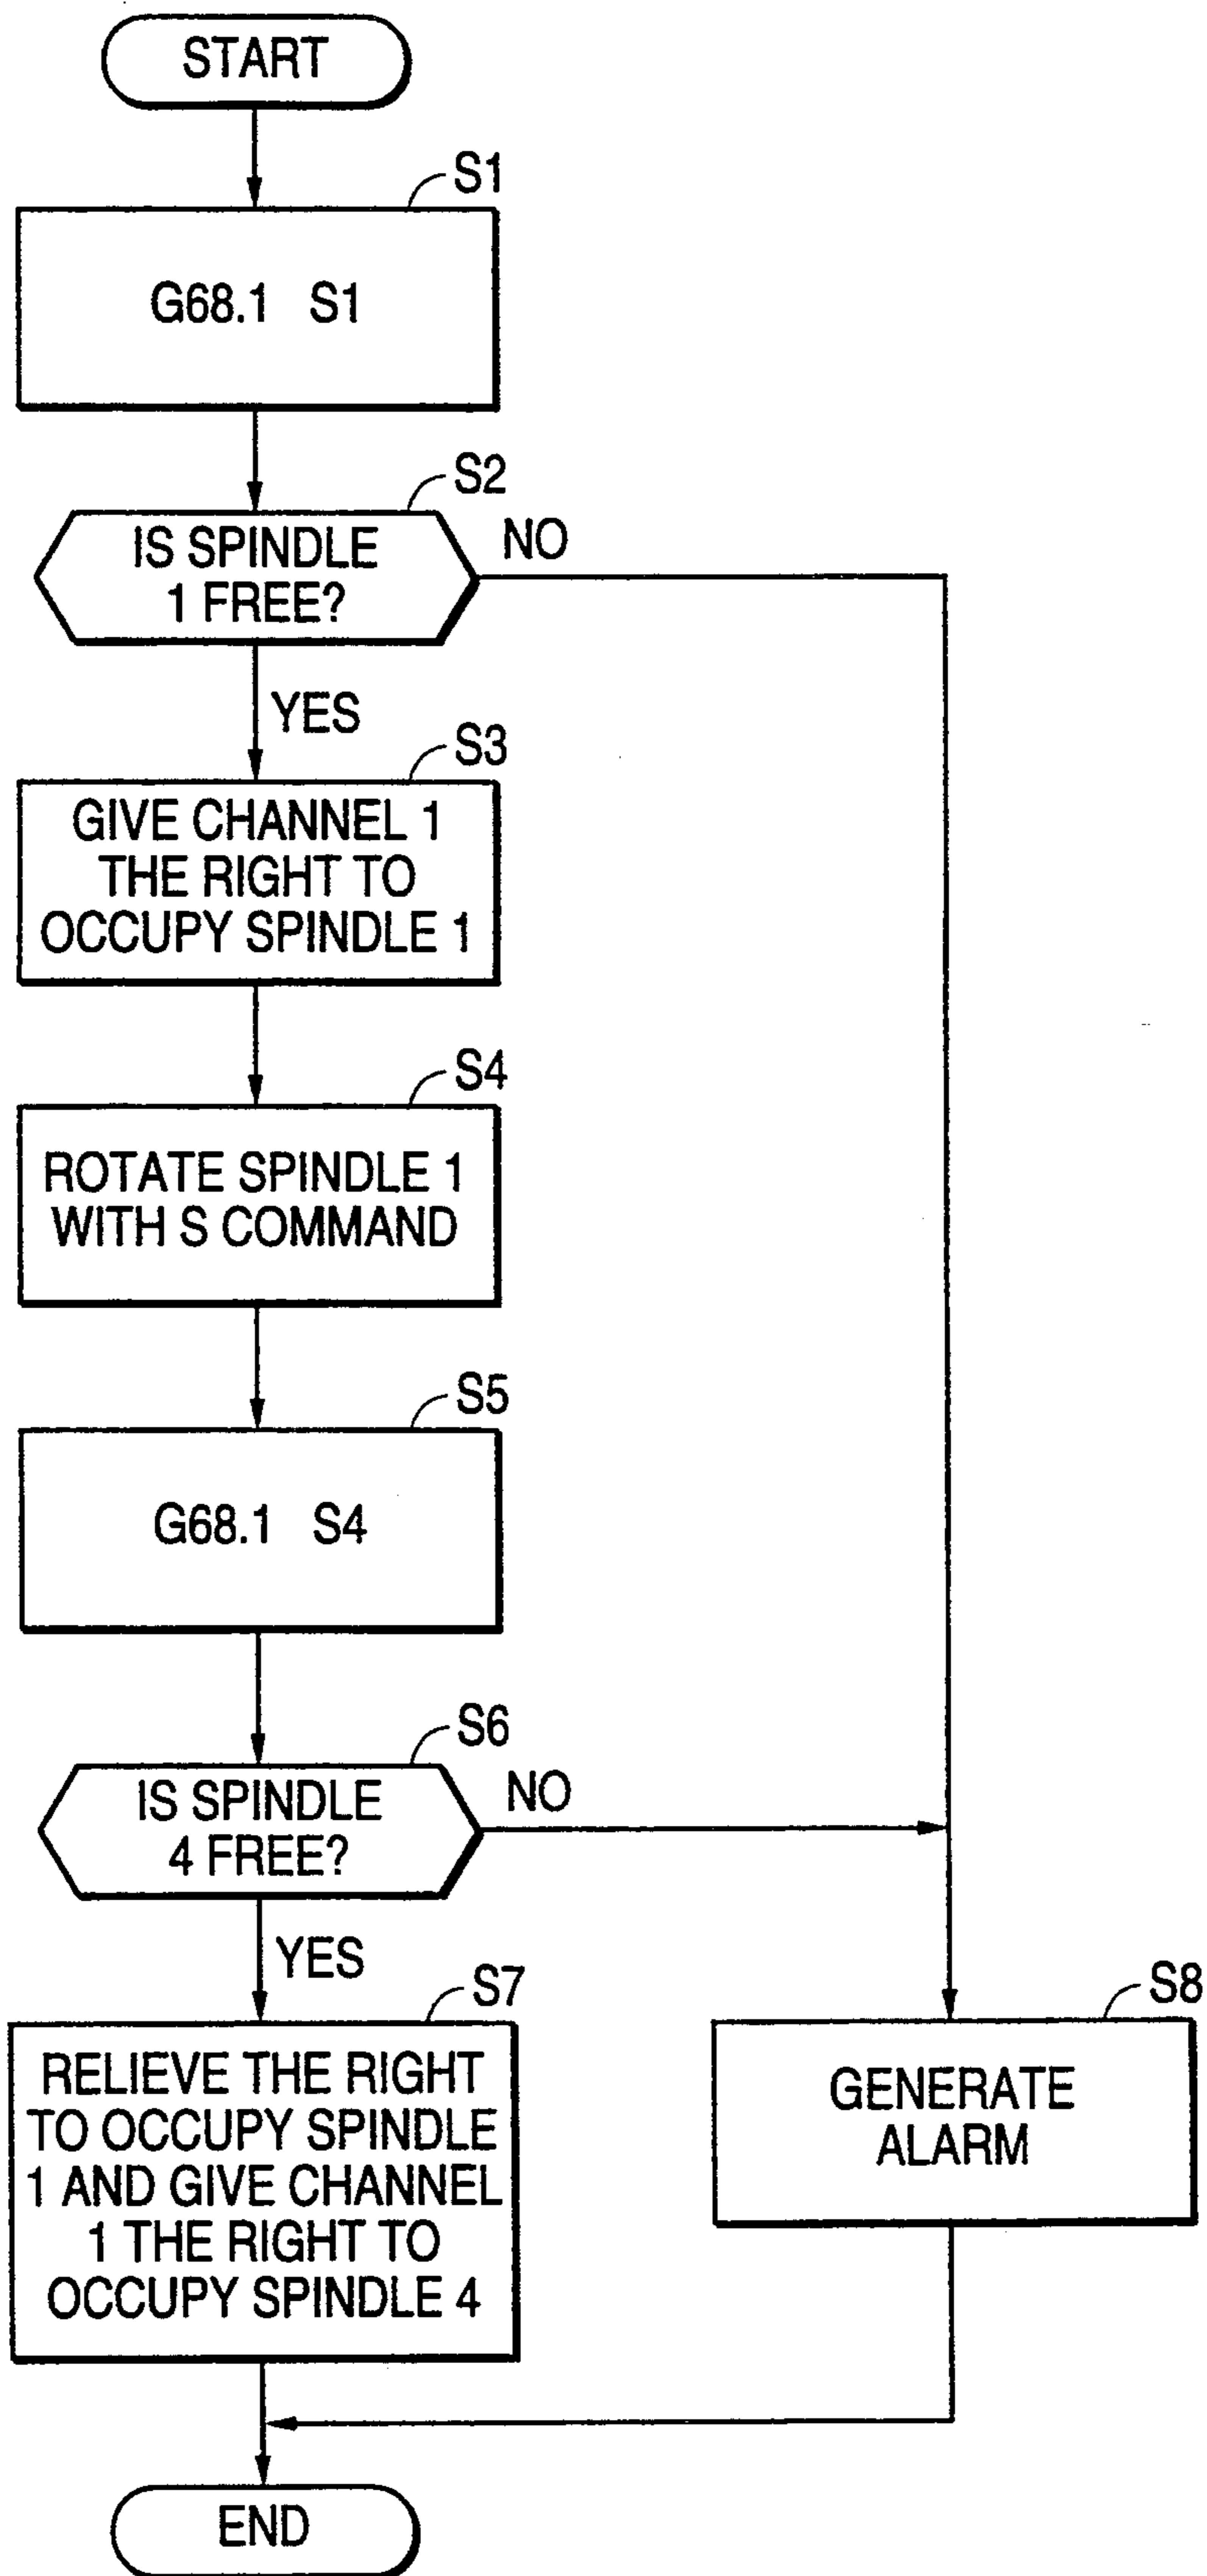 START
S1
G68.1 S1
S2
IS SPINDLE
1 FREE?
NO
YES
S3
GIVE CHANNEL 1
THE RIGHT TO
OCCUPY SPINDLE 1
S4
ROTATE SPINDLE 1
WITH S COMMAND
S5
G68.1 S4
S6
IS SPINDLE
4 FREE?
NO
YES
S7
RELIEVE THE RIGHT
TO OCCUPY SPINDLE
1 AND GIVE CHANNEL
1 THE RIGHT TO
OCCUPY SPINDLE 4
S8
GENERATE
ALARM
END